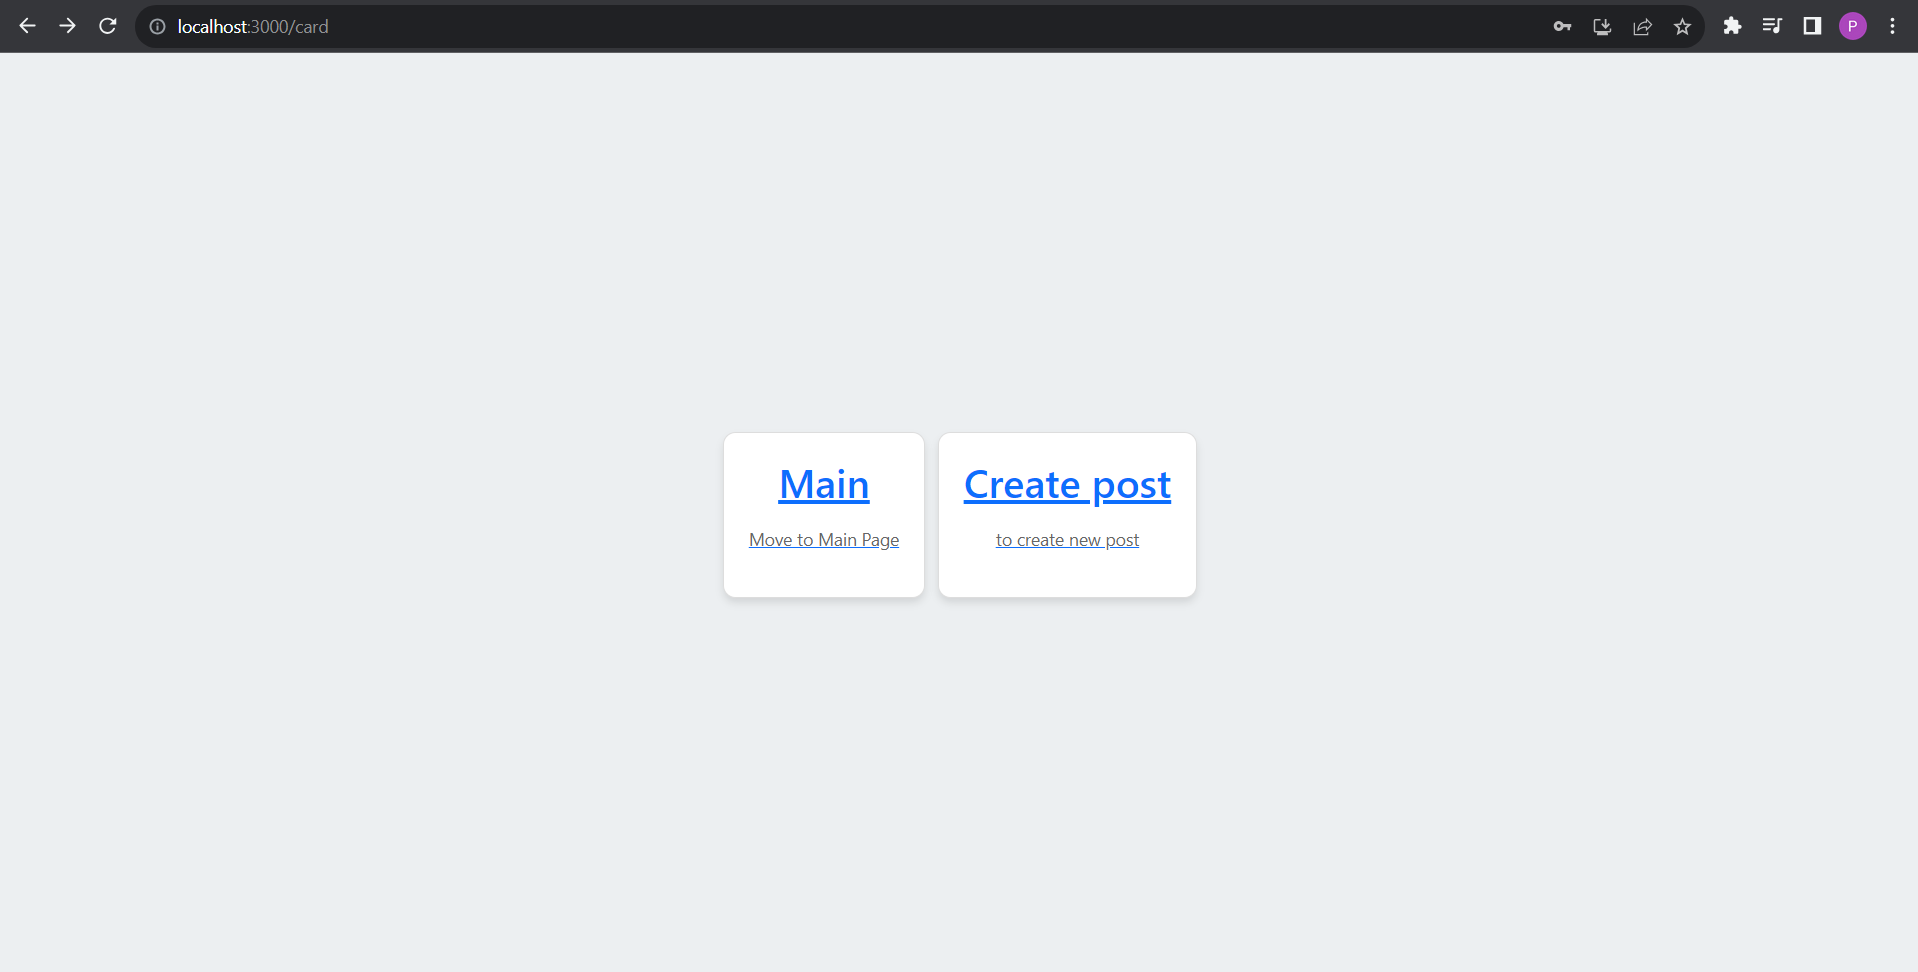 localhost:3000/card
P
Main
Move to Main Page
Create post
to create new post